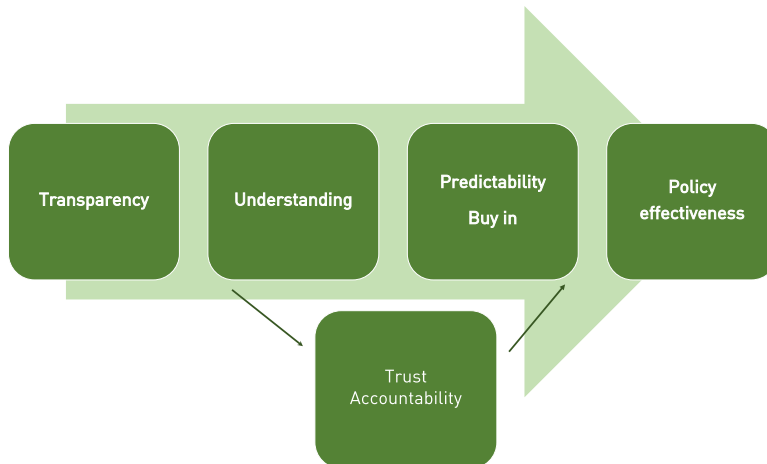 Transparency
Understanding
Predictability
Buy in
Policy
effectiveness
Trust
Accountability